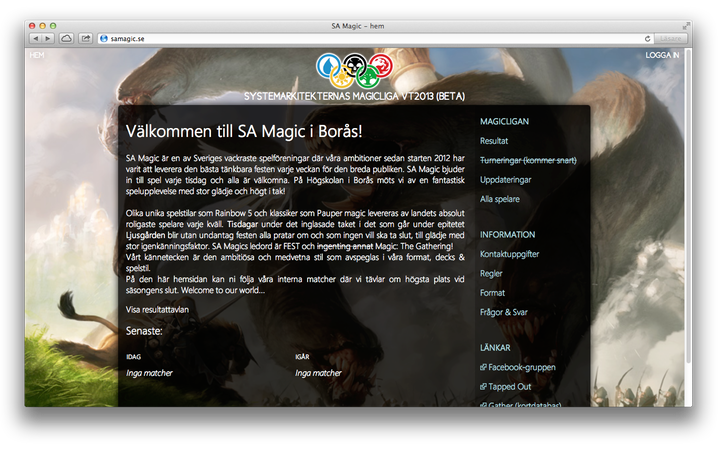 SA Magic – hem
samagic.se
Läsare
HEM
LOGGA IN
SYSTEMARKITEKTERNAS MAGICLIGA VT2013 (BETA)
Välkommen till SA Magic i Borås!
SA Magic är en av Sveriges vackraste spelföreningar där våra ambitioner sedan starten 2012 har
varit att leverera den bästa tänkbara festen varje veckan för den breda publiken. SA Magic bjuder
in till spel varje tisdag och alla är välkomna. På Högskolan i Borås möts vi av en fantastisk
spelupplevelse med stor glädje och högt i tak!
Olika unika spelstilar som Rainbow 5 och klassiker som Pauper magic levereras av landets absolut
roligaste spelare varje kväll. Tisdagar under det inglasade taket i det som går under epitetet
Ljusgården blir utan undantag festen alla pratar om och som ingen vill ska ta slut, till glädje med
stor igenkänningsfaktor. SA Magics ledord är FEST och ingenting annat Magic: The Gathering!
Vårt kännetecken är den ambitiösa och medvetna stil som avspeglas i våra format, decks &
spelstil.
På den här hemsidan kan ni följa våra interna matcher där vi tävlar om högsta plats vid
säsongens slut. Welcome to our world...
Visa resultattavlan
Senaste:
IDAG
IGÅR
Inga matcher
Inga matcher
MAGICLIGAN
Resultat
Turneringar (kommer snart)
Uppdateringar
Alla spelare
INFORMATION
Kontaktuppgifter
Regler
Format
Frågor & Svar
LÄNKAR
Facebook-gruppen
Tapped Out
Gather (kortdatabas)